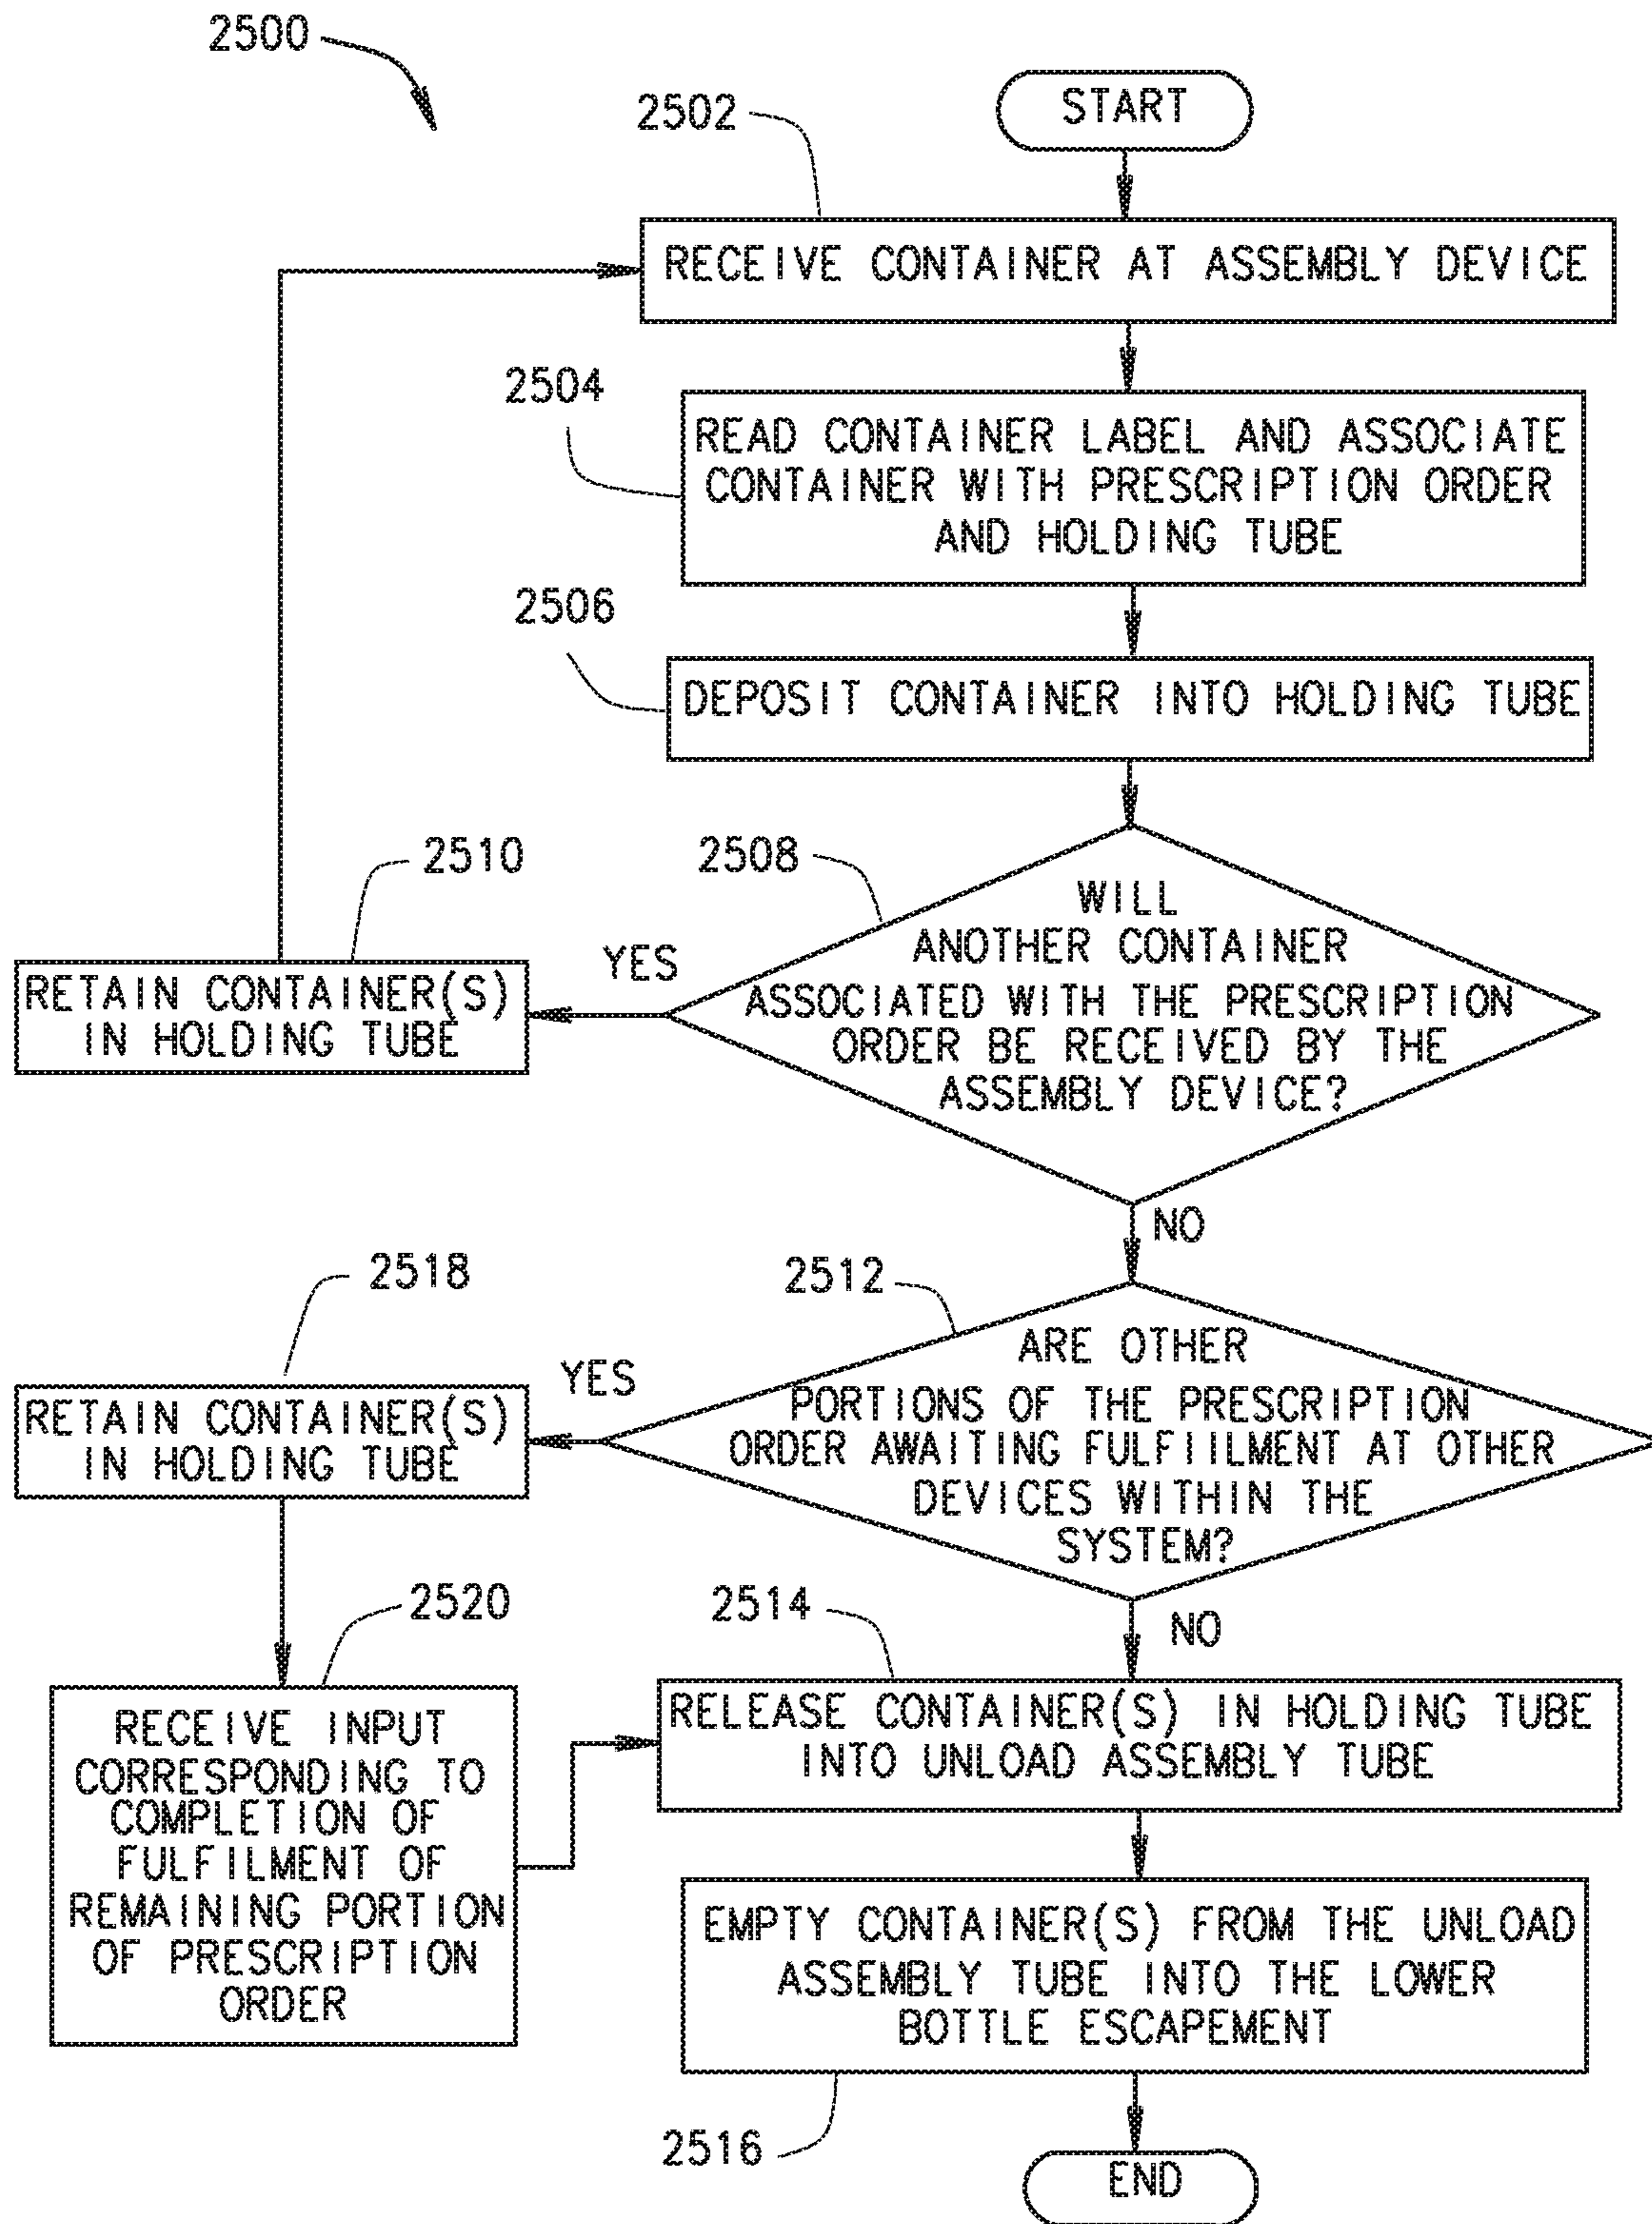 2500
START
2502
RECEIVE CONTAINER AT ASSEMBLY DEVICE
2504
READ CONTAINER LABEL AND ASSOCIATE
CONTAINER WITH PRESCRIPTION ORDER
AND HOLDING TUBE
2506
DEPOSIT CONTAINER INTO HOLDING TUBE
2508
WILL
ANOTHER CONTAINER
ASSOCIATED WITH THE PRESCRIPTION
ORDER BE RECEIVED BY THE
ASSEMBLY DEVICE?
YES
2510
RETAIN CONTAINER(S)
IN HOLDING TUBE
NO
2512
ARE OTHER
PORTIONS OF THE PRESCRIPTION
ORDER AWAITING FULFIILMENT AT OTHER
DEVICES WITHIN THE
SYSTEM?
YES
2518
RETAIN CONTAINER(S)
IN HOLDING TUBE
2520
RECEIVE INPUT
CORRESPONDING TO
COMPLETION OF
FULFILMENT OF
REMAINING PORTION
OF PRESCRIPTION
ORDER
NO
2514
RELEASE CONTAINER(S) IN HOLDING TUBE
INTO UNLOAD ASSEMBLY TUBE
EMPTY CONTAINER(S) FROM THE UNLOAD
ASSEMBLY TUBE INTO THE LOWER
BOTTLE ESCAPEMENT
2516
END